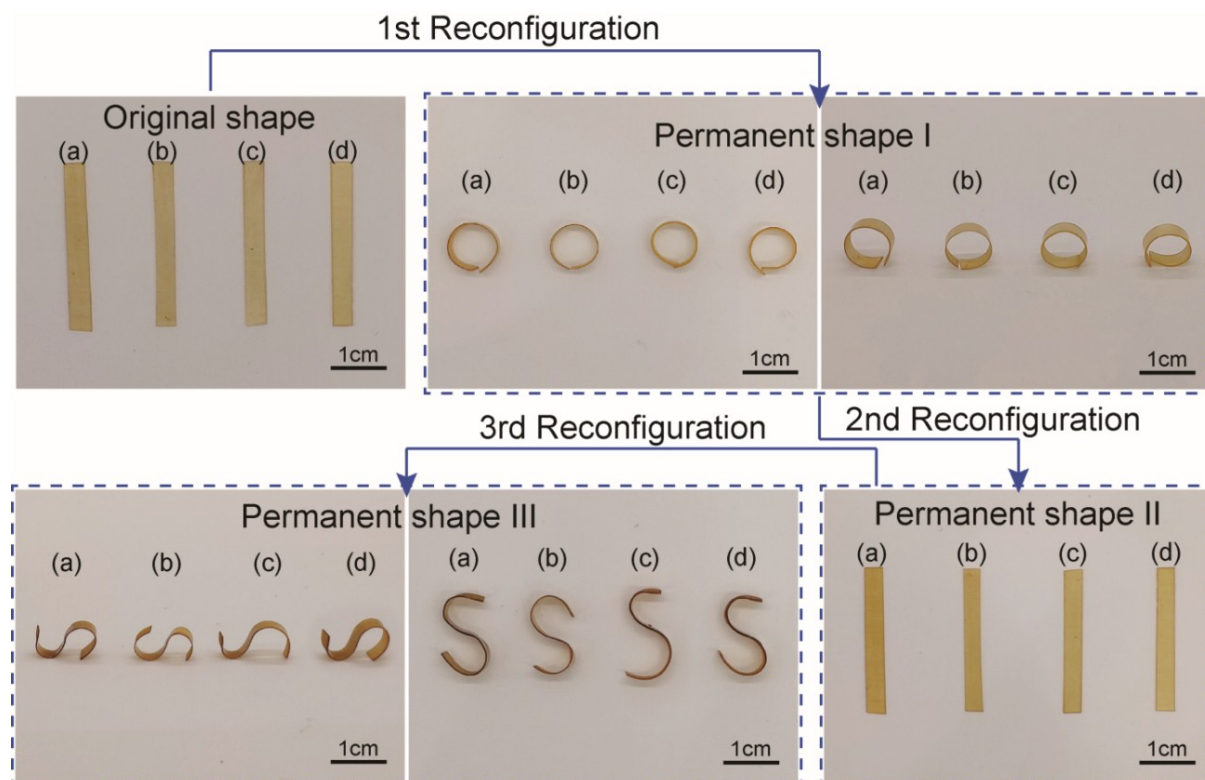 1st Reconfiguration
Original shape
(a) (b) (c) (d)
1cm
Permanent shape I
(a) (b) (c) (d) (a) (b) (c) (d)
1cm 1cm
3rd Reconfiguration 2nd Reconfiguration
Permanent shape III
(a) (b) (c) (d) (a) (b) (c) (d)
1cm 1cm
Permanent shape II
(a) (b) (c) (d)
1cm